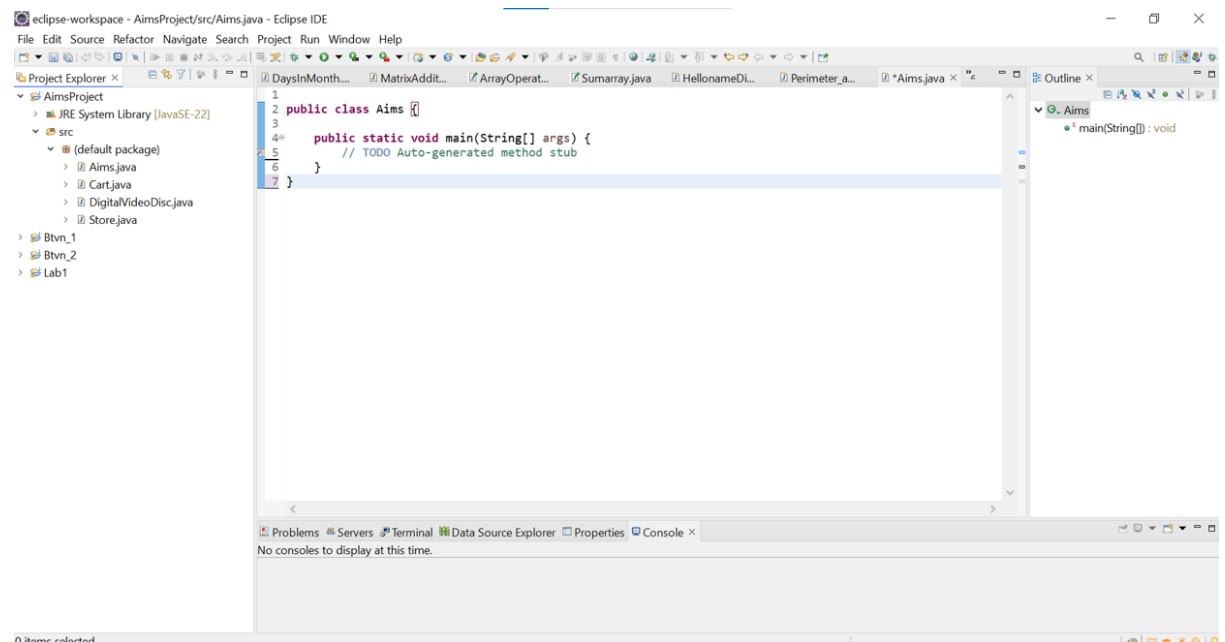 eclipse-workspace - AimsProject/src/Aims.java - Eclipse IDE
File Edit Source Refactor Navigate Search Project Run Window Help
Project Explorer
DaysInMonth.... MatrixAddit... ArrayOperat... Sumarray.java HellonameDi... Perimeter_a... *Aims.java
Outline
AimsProject
JRE System Library [JavaSE-22]
src
(default package)
Aims.java
Cart.java
DigitalVideoDisc.java
Store.java
Btvn_1
Btvn_2
Lab1
1
2 public class Aims {
3
4 public static void main(String[] args) {
5 // TODO Auto-generated method stub
6 }
7 }
Aims
main(String[]) : void
Problems Servers Terminal Data Source Explorer Properties Console
No consoles to display at this time.
0 items selected